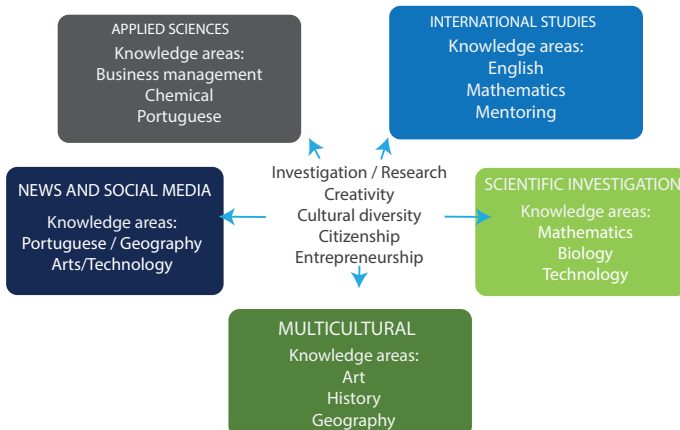 APPLIED SCIENCES
Knowledge areas:
Business management
Chemical
Portuguese
INTERNATIONAL STUDIES
Knowledge areas:
English
Mathematics
Mentoring
NEWS AND SOCIAL MEDIA
Knowledge areas:
Portuguese / Geography
Arts/Technology
Investigation / Research
Creativity
Cultural diversity
Citizenship
Entrepreneurship
SCIENTIFIC INVESTIGATION
Knowledge areas:
Mathematics
Biology
Technology
MULTICULTURAL
Knowledge areas:
Art
History
Geography